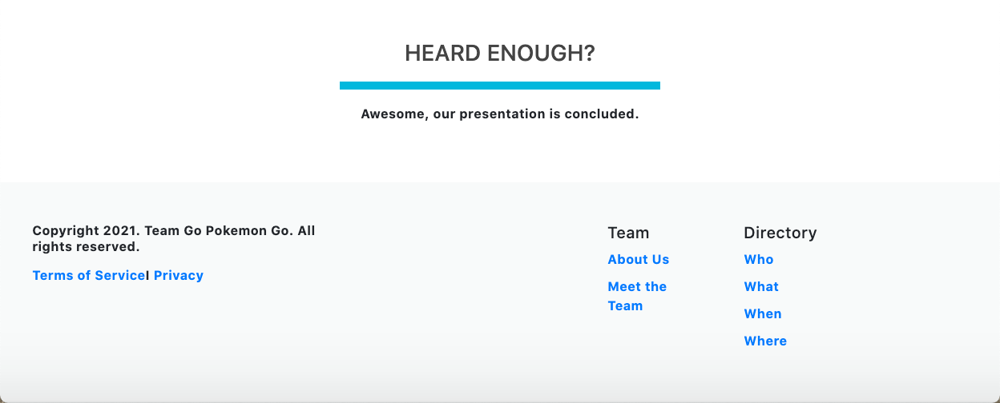 HEARD ENOUGH?
Awesome, our presentation is concluded.
Copyright 2021. Team Go Pokemon Go. All
rights reserved.
Terms of Servicel Privacy
Team
About Us
Meet the
Team
Directory
Who
What
When
Where